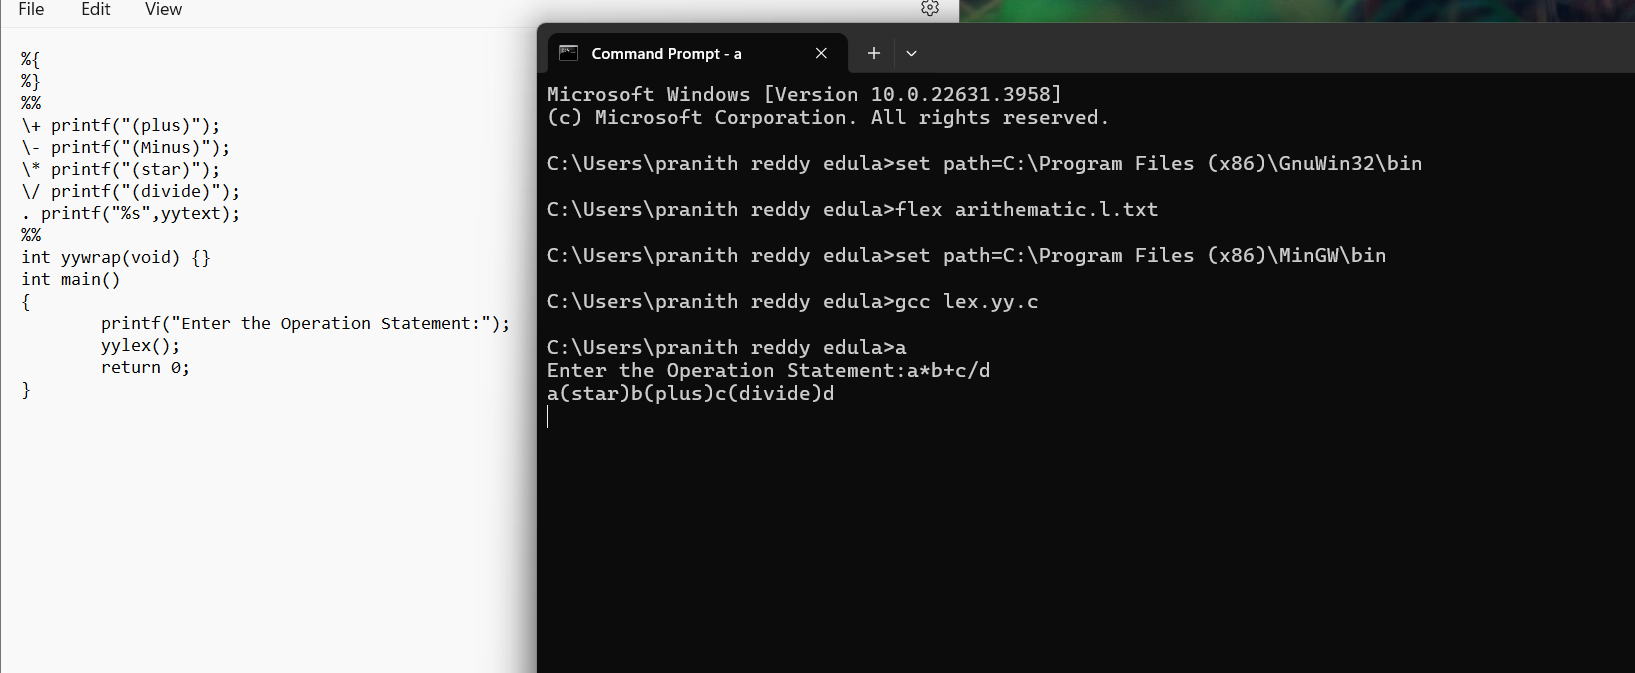 File Edit View
%{
%}
%%
\+ printf("(plus)");
\- printf("(Minus)");
\* printf("(star)");
\/ printf("(divide)");
. printf("%s",yytext);
%%
int yywrap(void) {}
int main()
{
printf("Enter the Operation Statement:");
yylex();
return 0;
}
Command Prompt - a
Microsoft Windows [Version 10.0.22631.3958]
(c) Microsoft Corporation. All rights reserved.
C:\Users\pranith reddy edula>set path=C:\Program Files (x86)\GnuWin32\bin
C:\Users\pranith reddy edula>flex arithematic.l.txt
C:\Users\pranith reddy edula>set path=C:\Program Files (x86)\MinGW\bin
C:\Users\pranith reddy edula>gcc lex.yy.c
C:\Users\pranith reddy edula>a
Enter the Operation Statement:a*b+c/d
a(star)b(plus)c(divide)d